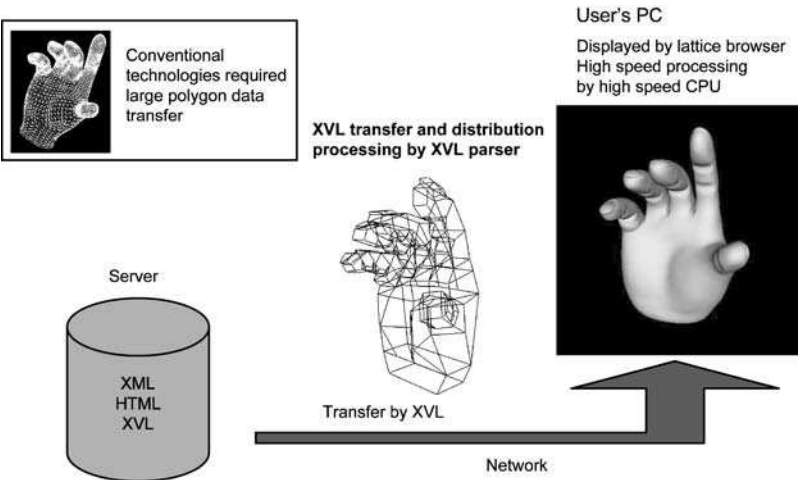 Conventional
technologies required
large polygon data
transfer
User's PC
Displayed by lattice browser
High speed processing
by high speed CPU
XVL transfer and distribution
processing by XVL parser
Server
XML
HTML
XVL
Transfer by XVL
Network